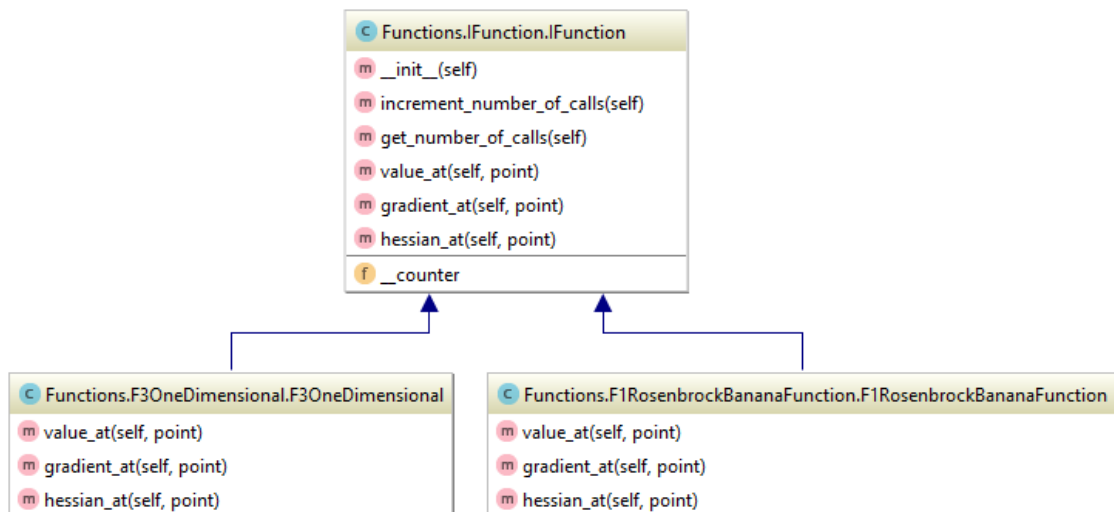 C Functions.IFunction.IFunction
m __init__(self)
m increment_number_of_calls(self)
m get_number_of_calls(self)
m value_at(self, point)
m gradient_at(self, point)
m hessian_at(self, point)
f __counter
C Functions.F3OneDimensional.F3OneDimensional
m value_at(self, point)
m gradient_at(self, point)
m hessian_at(self, point)
C Functions.F1RosenbrockBananaFunction.F1RosenbrockBananaFunction
m value_at(self, point)
m gradient_at(self, point)
m hessian_at(self, point)